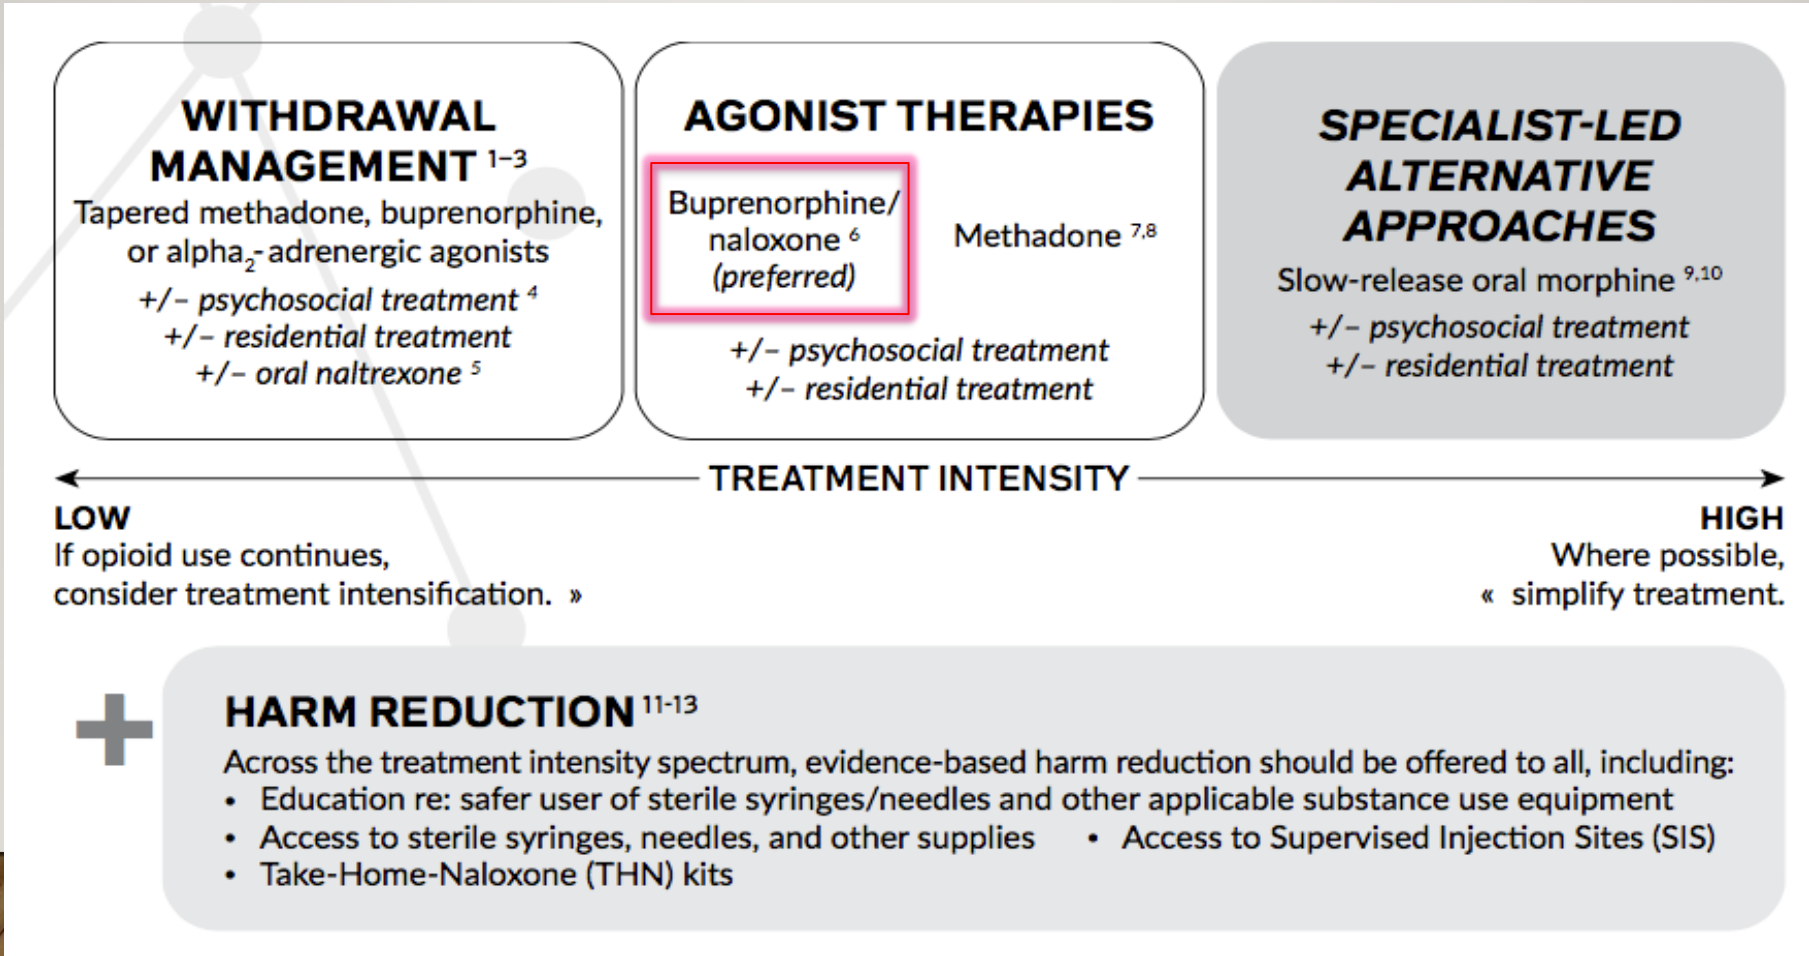 WITHDRAWAL
MANAGEMENT 1–3
Tapered methadone, buprenorphine,
or alpha2-adrenergic agonists
+/– psychosocial treatment 4
+/– residential treatment
+/– oral naltrexone 5
AGONIST THERAPIES
Buprenorphine/
naloxone 6
(preferred)
Methadone 7,8
+/– psychosocial treatment
+/– residential treatment
SPECIALIST-LED
ALTERNATIVE
APPROACHES
Slow-release oral morphine 9,10
+/– psychosocial treatment
+/– residential treatment
TREATMENT INTENSITY
LOW
If opioid use continues,
consider treatment intensification. »
HIGH
Where possible,
« simplify treatment.
+
HARM REDUCTION 11-13
Across the treatment intensity spectrum, evidence-based harm reduction should be offered to all, including:
• Education re: safer user of sterile syringes/needles and other applicable substance use equipment
• Access to sterile syringes, needles, and other supplies • Access to Supervised Injection Sites (SIS)
• Take-Home-Naloxone (THN) kits